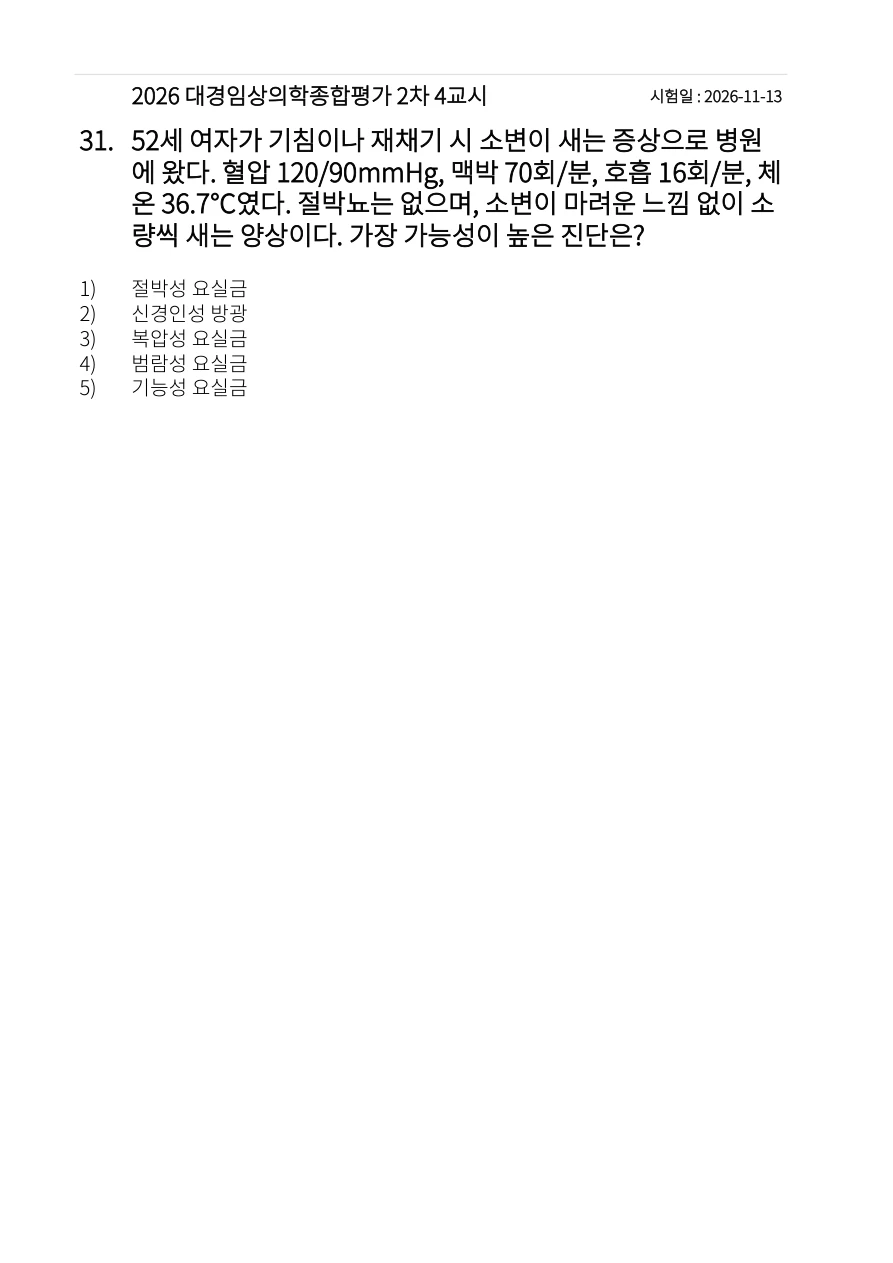 2026 대경임상의학종합평가 2차 4교시 시험일 : 2026-11-13
31. 52세 여자가 기침이나 재채기 시 소변이 새는 증상으로 병원
에 왔다. 혈압 120/90mmHg, 맥박 70회/분, 호흡 16회/분, 체
온 36.7℃였다. 절박뇨는 없으며, 소변이 마려운 느낌 없이 소
량씩 새는 양상이다. 가장 가능성이 높은 진단은?
1) 절박성 요실금
2) 신경인성 방광
3) 복압성 요실금
4) 범람성 요실금
5) 기능성 요실금